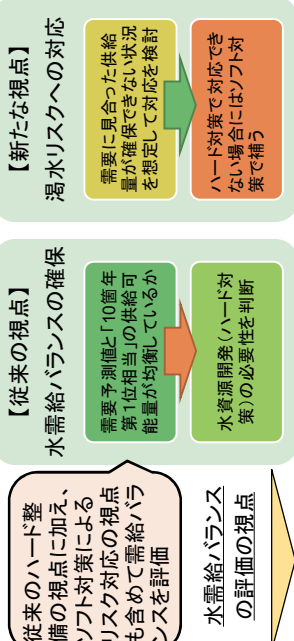 従来のハード整
備の視点に加え、
ソフト対策による
リスク対応の視点
も含めて需給バラ
ンスを評価
水需給バランス
の評価の視点
【従来の視点】
水需給バランスの確保
需要予測値と「10箇年
第1位相当」の供給可
能量が均衡しているか
水資源開発(ハード対
策)の必要性を判断
【新たな視点】
渇水リスクへの対応
需要に見合った供給
量が確保できない状況
を想定して対応を検討
ハード対策で対応でき
ない場合にはソフト対
策で補う